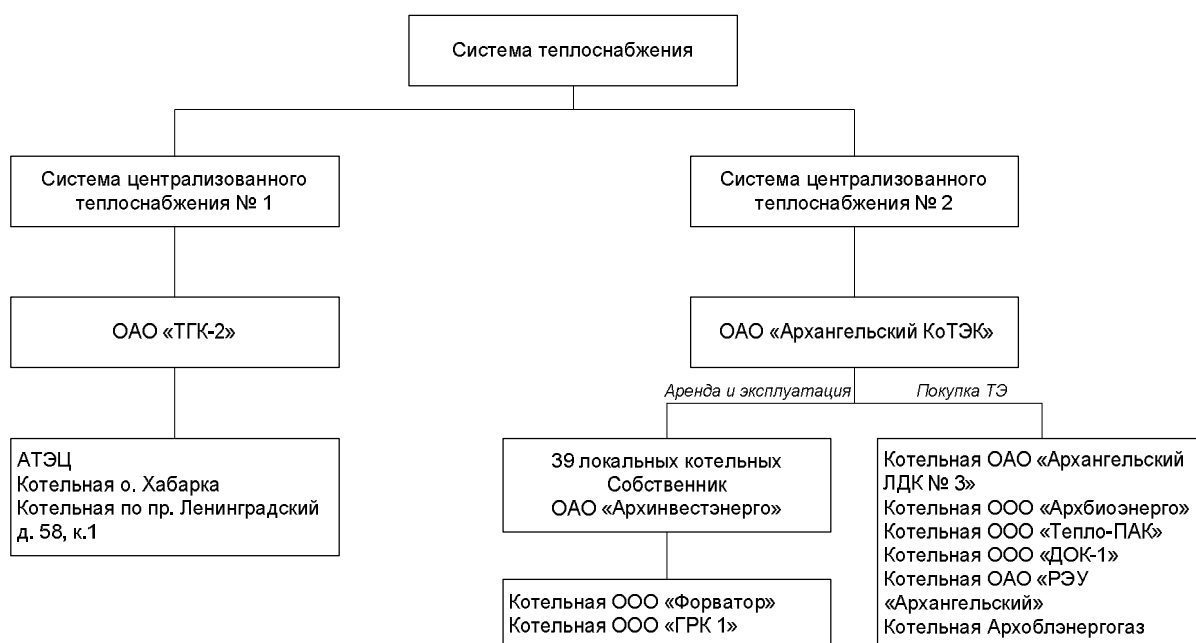 Система теплоснабжения
Система централизованного
теплоснабжения № 1
Система централизованного
теплоснабжения № 2
ОАО «ТГК-2»
ОАО «Архангельский КоТЭК»
Аренда и эксплуатация
Покупка ТЭ
АТЭЦ
Котельная о. Хабарка
Котельная по пр. Ленинградский
д. 58, к.1
39 локальных котельных
Собственник
ОАО «Архинвестэнерго»
Котельная ООО «Форватор»
Котельная ООО «ГРК 1»
Котельная ОАО «Архангельский
ЛДК № 3»
Котельная ООО «Архбиоэнерго»
Котельная ООО «Тепло-ПАК»
Котельная ООО «ДОК-1»
Котельная ОАО «РЭУ
«Архангельский»
Котельная Архоблэнергогаз